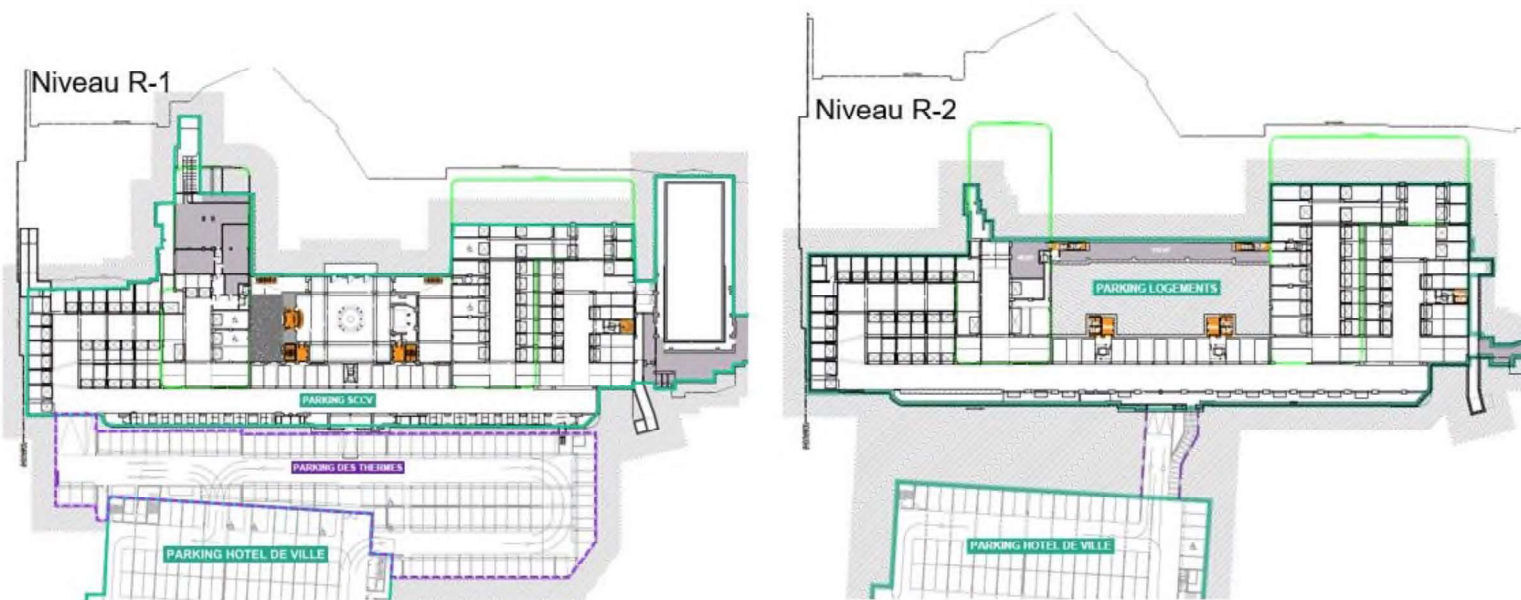 Niveau R-1
PARKING SCCV
PARKING DES THERMES
PARKING HOTEL DE VILLE
Niveau R-2
PARKING LOGEMENTS
PARKING HOTEL DE VILLE